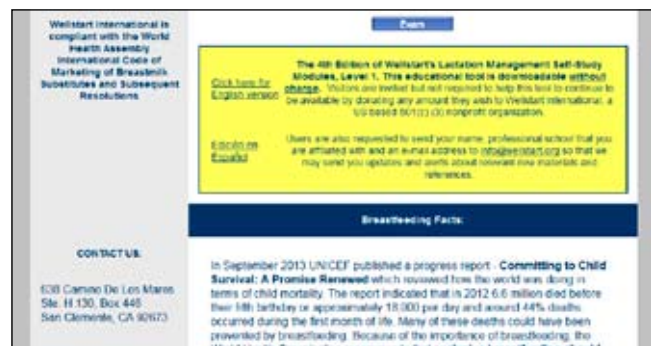 Wellstart International is
compliant with the World
Health Assembly
International Code of
Marketing of Breastmilk
Substitutes and Subsequent
Resolutions
CONTACT US:
638 Camino De Los Mares
Ste. H 130, Box 446
San Clemente, CA 92673
Exam
Click here for
English version
The 4th Edition of Wellstart's Lactation Management Self-Study
Modules, Level 1. This educational tool is downloadable without
charge. Visitors are invited but not required to help this tool to continue to
be available by donating any amount they wish to Wellstart International, a
US based 501(c) (3) nonprofit organization.
Edición en
Español
Users are also requested to send your name, professional school that you
are affiliated with and an e-mail address to info@wellstart.org so that we
may send you updates and alerts about relevant new materials and
references.
Breastfeeding Facts:
In September 2013 UNICEF published a progress report - Committing to Child
Survival: A Promise Renewed which reviewed how the world was doing in
terms of child mortality. The report indicated that in 2012 6.6 million died before
their fifth birthday or approximately 18,000 per day and around 44% deaths
occurred during the first month of life. Many of these deaths could have been
prevented by breastfeeding. Because of the importance of breastfeeding, the